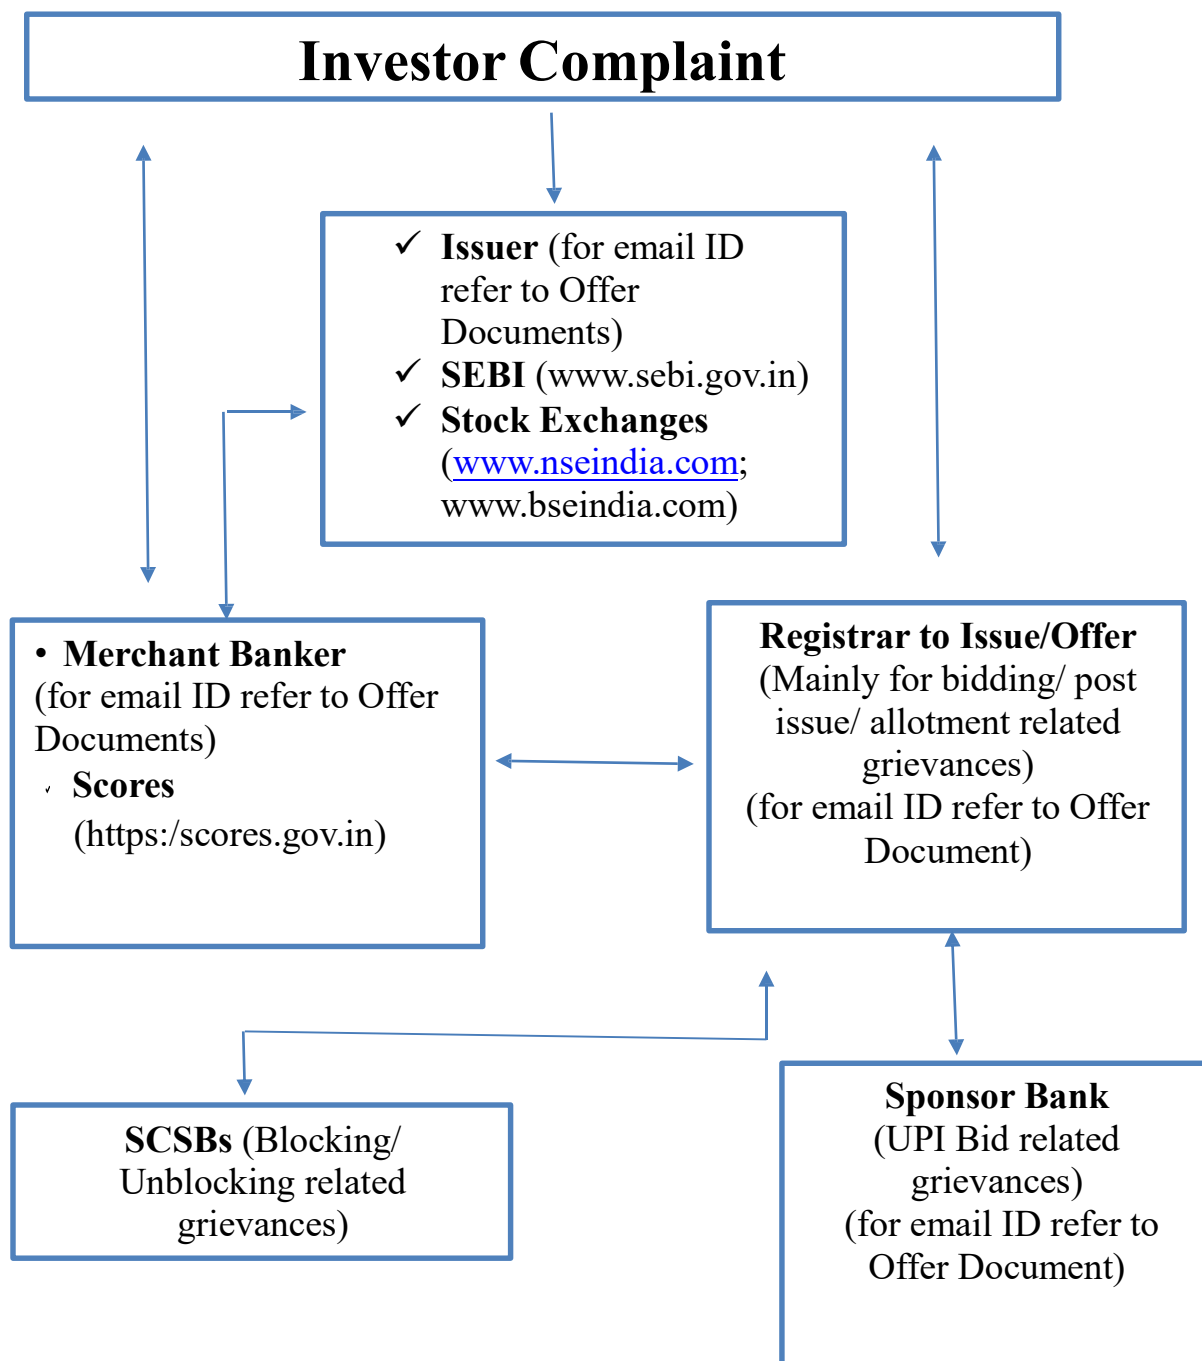 Investor Complaint
✓ Issuer (for email ID
refer to Offer
Documents)
✓ SEBI (www.sebi.gov.in)
✓ Stock Exchanges
(www.nseindia.com;
www.bseindia.com)
• Merchant Banker
(for email ID refer to Offer
Documents)
✓ Scores
(https:/scores.gov.in)
Registrar to Issue/Offer
(Mainly for bidding/ post
issue/ allotment related
grievances)
(for email ID refer to Offer
Document)
SCSBs (Blocking/
Unblocking related
grievances)
Sponsor Bank
(UPI Bid related
grievances)
(for email ID refer to
Offer Document)